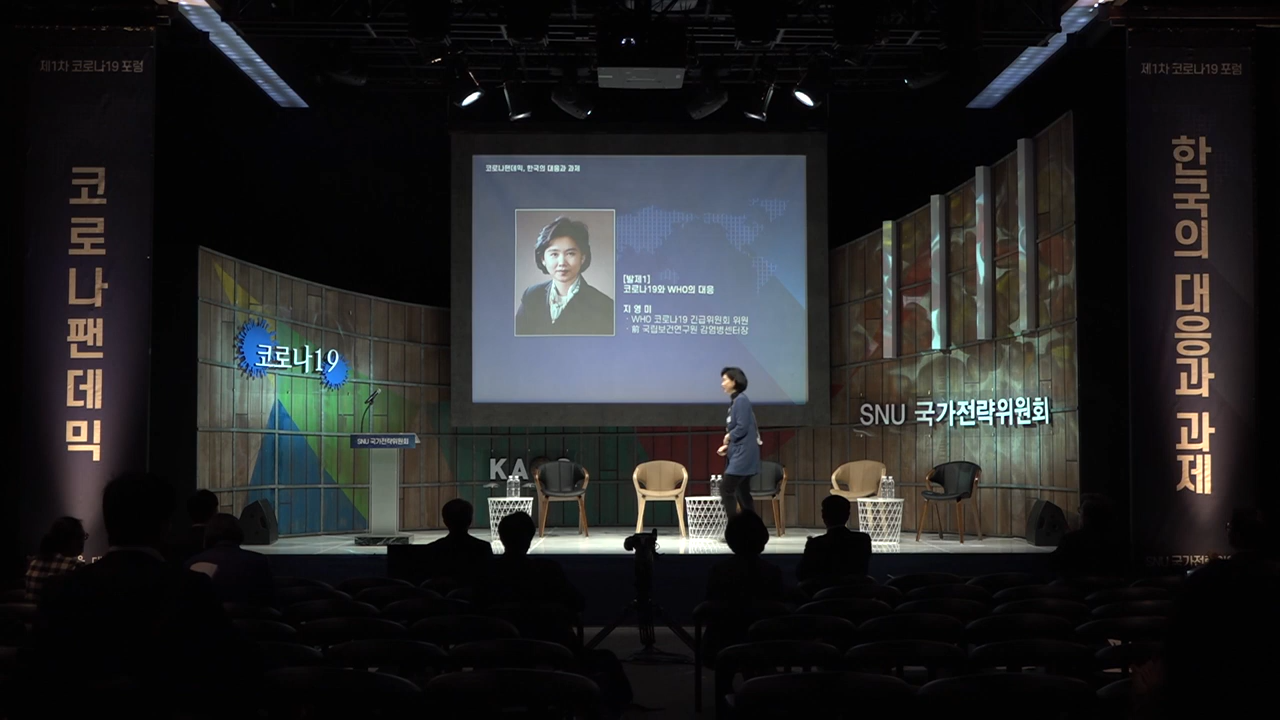 제1차 코로나19 포럼
코로나팬데믹
제1차 코로나19 포럼
한국의 대응과 과제
코로나팬데믹, 한국의 대응과 과제
[발제1]
코로나19와 WHO의 대응
지 영 미
· WHO 코로나19 긴급위원회 위원
· 前 국립보건연구원 감염병센터장
코로나19
SNU 국가전략위원회
SNU 국가전략위원회
KA